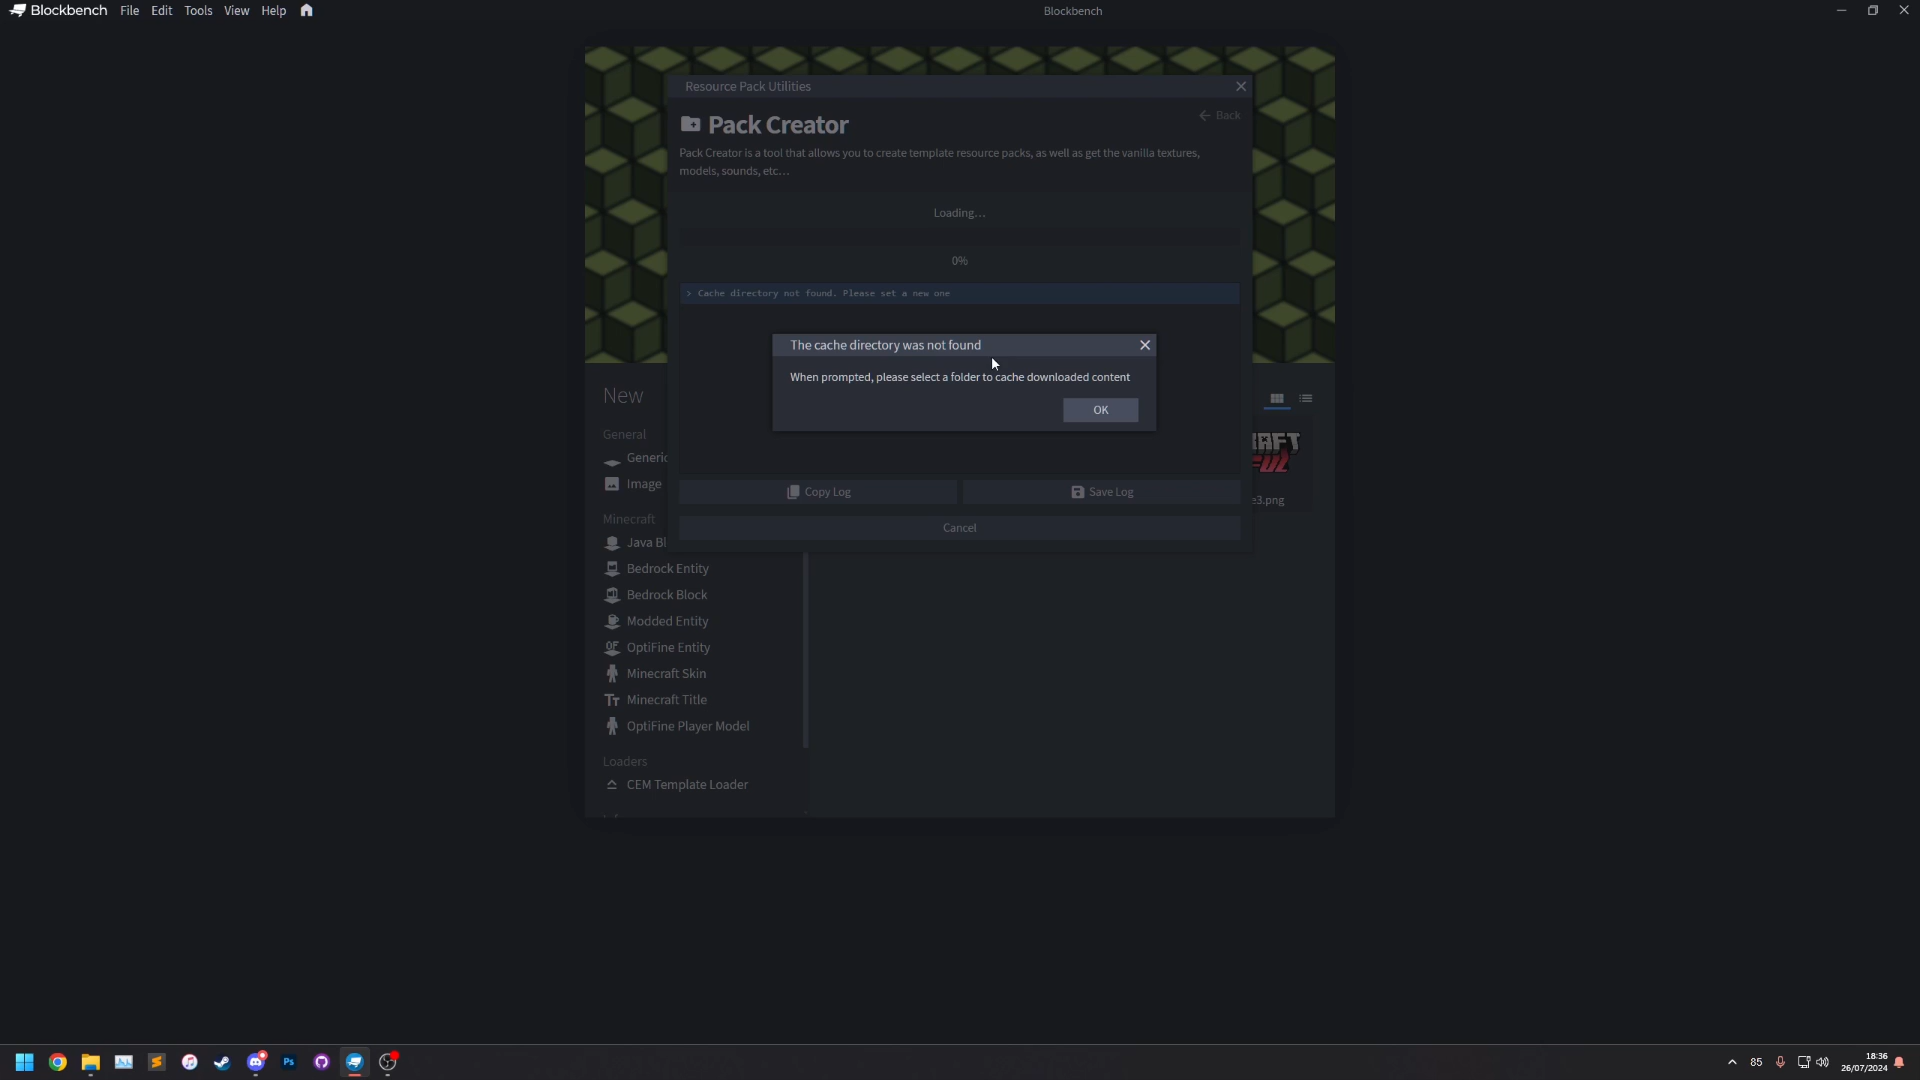 Blockbench File Edit Tools View Help
Blockbench
Resource Pack Utilities
Pack Creator
Back
Pack Creator is a tool that allows you to create template resource packs, as well as get the vanilla textures,
models, sounds, etc…
Loading…
0%
> Cache directory not found. Please set a new one
The cache directory was not found
When prompted, please select a folder to cache downloaded content
OK
Copy Log
Save Log
Cancel
New
General
Generic
Image
Minecraft
Java Bl
Bedrock Entity
Bedrock Block
Modded Entity
OF OptiFine Entity
Minecraft Skin
TT Minecraft Title
OptiFine Player Model
Loaders
CEM Template Loader
e3.png
Ps
85
18:36
26/07/2024